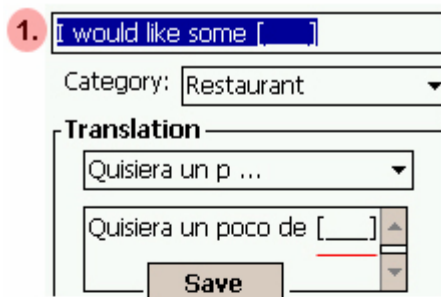 1. I would like some [___]
Category: Restaurant
Translation
Quisiera un p ...
Quisiera un poco de [___]
Save